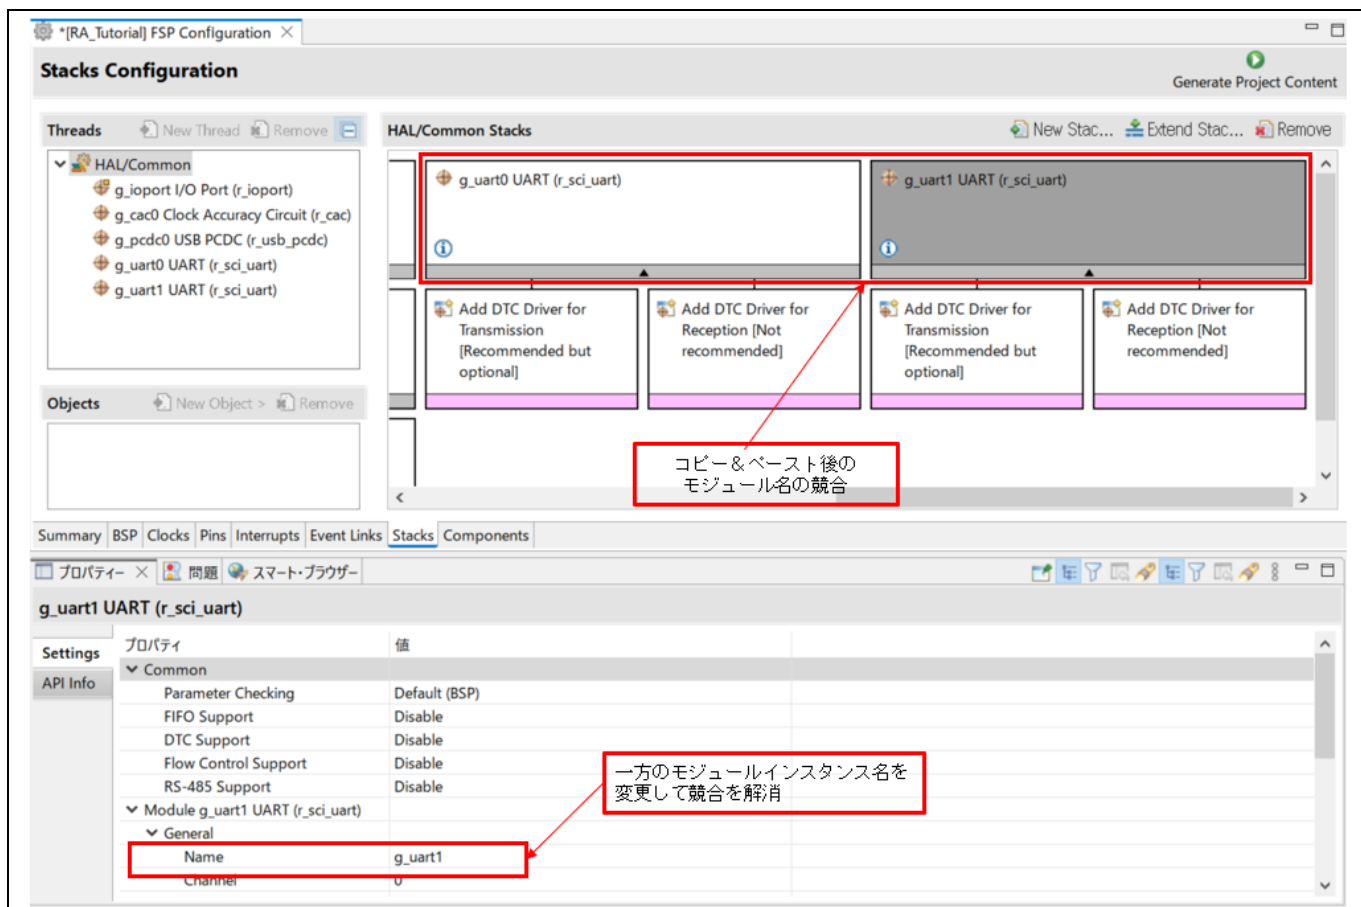 *[RA_Tutorial] FSP Configuration
Stacks Configuration
Generate Project Content
Threads
New Thread
Remove
HAL/Common Stacks
New Stac...
Extend Stac...
Remove
HAL/Common
g_ioport I/O Port (r_ioport)
g_cac0 Clock Accuracy Circuit (r_cac)
g_pcdc0 USB PCDC (r_usb_pcdc)
g_uart0 UART (r_sci_uart)
g_uart1 UART (r_sci_uart)
g_uart0 UART (r_sci_uart)
g_uart1 UART (r_sci_uart)
Add DTC Driver for
Transmission
[Recommended but
optional]
Add DTC Driver for
Reception [Not
recommended]
Add DTC Driver for
Transmission
[Recommended but
optional]
Add DTC Driver for
Reception [Not
recommended]
Objects
New Object >
Remove
コピー＆ペースト後の
モジュール名の競合
Summary
BSP
Clocks
Pins
Interrupts
Event Links
Stacks
Components
プロパティー
問題
スマート・ブラウザー
g_uart1 UART (r_sci_uart)
Settings
API Info
プロパティ
値
Common
Parameter Checking
Default (BSP)
FIFO Support
Disable
DTC Support
Disable
Flow Control Support
Disable
RS-485 Support
Disable
Module g_uart1 UART (r_sci_uart)
General
Name
g_uart1
Channel
0
一方のモジュールインスタンス名を
変更して競合を解消